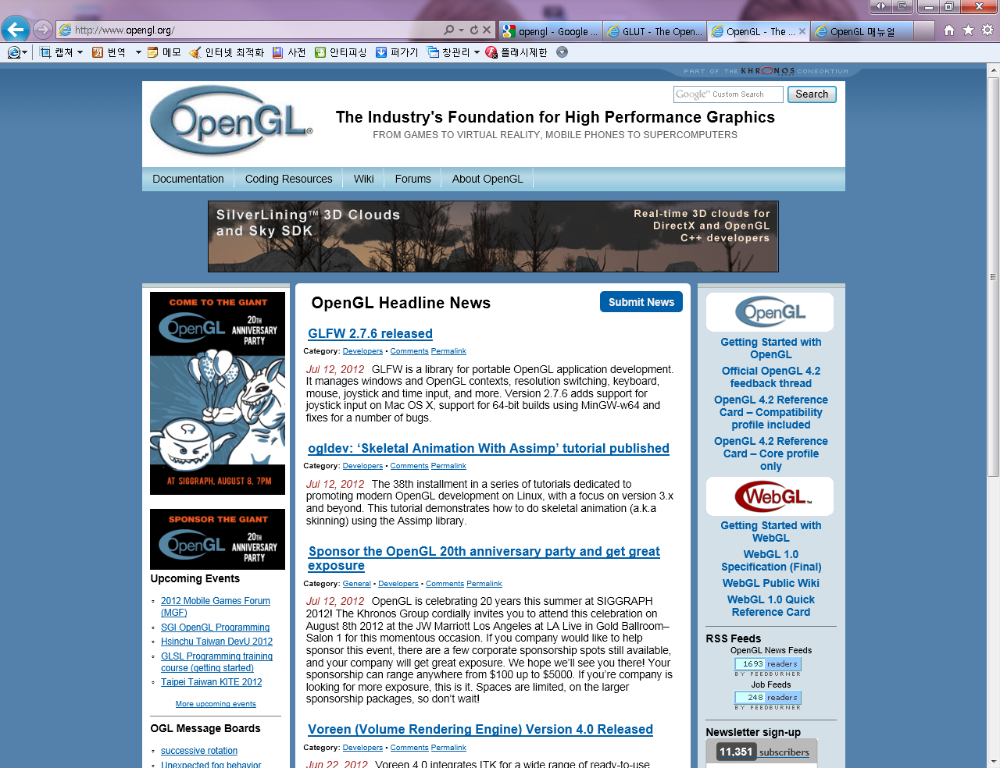 http://www.opengl.org/
opengl - Google ...
GLUT - The Open...
OpenGL - The ...
OpenGL 매뉴얼
캡쳐
번역
메모
인터넷 최적화
사전
안티피싱
퍼가기
창관리
플래시제한
PART OF THE KHRONOS GROUP CONSORTIUM
OpenGL®
Google™ Custom Search
Search
The Industry's Foundation for High Performance Graphics
FROM GAMES TO VIRTUAL REALITY, MOBILE PHONES TO SUPERCOMPUTERS
Documentation
Coding Resources
Wiki
Forums
About OpenGL
SilverLining™ 3D Clouds
and Sky SDK
Real-time 3D clouds for
DirectX and OpenGL
C++ developers
COME TO THE GIANT
OpenGL
20th
ANNIVERSARY
PARTY
AT SIGGRAPH, AUGUST 8, 7PM
SPONSOR THE GIANT
OpenGL
20th
ANNIVERSARY
PARTY
Upcoming Events
2012 Mobile Games Forum
(MGF)
SGI OpenGL Programming
Hsinchu Taiwan DevU 2012
GLSL Programming training
course (getting started)
Taipei Taiwan KITE 2012
More upcoming events
OGL Message Boards
successive rotation
Unexpected fog behavior
OpenGL Headline News
Submit News
GLFW 2.7.6 released
Category: Developers • Comments Permalink
Jul 12, 2012 GLFW is a library for portable OpenGL application development.
It manages windows and OpenGL contexts, resolution switching, keyboard,
mouse, joystick and time input, and more. Version 2.7.6 adds support for
joystick input on Mac OS X, support for 64-bit builds using MinGW-w64 and
fixes for a number of bugs.
ogldev: ‘Skeletal Animation With Assimp’ tutorial published
Category: Developers • Comments Permalink
Jul 12, 2012 The 38th installment in a series of tutorials dedicated to
promoting modern OpenGL development on Linux, with a focus on version 3.x
and beyond. This tutorial demonstrates how to do skeletal animation (a.k.a
skinning) using the Assimp library.
Sponsor the OpenGL 20th anniversary party and get great
exposure
Category: General • Developers • Comments Permalink
Jul 12, 2012 OpenGL is celebrating 20 years this summer at SIGGRAPH
2012! The Khronos Group cordially invites you to attend this celebration on
August 8th 2012 at the JW Marriott Los Angeles at LA Live in Gold Ballroom–
Salon 1 for this momentous occasion. If you company would like to help
sponsor this event, there are a few corporate sponsorship spots still available,
and your company will get great exposure. We hope we’ll see you there! Your
sponsorship can range anywhere from $100 up to $5000. If you’re company is
looking for more exposure, this is it. Spaces are limited, on the larger
sponsorship packages, so don’t wait!
Voreen (Volume Rendering Engine) Version 4.0 Released
Category: Developers • Comments Permalink
Jun 22, 2012 Voreen 4.0 integrates ITK for a wide range of ready-to-use
OpenGL
Getting Started with
OpenGL
Official OpenGL 4.2
feedback thread
OpenGL 4.2 Reference
Card – Compatibility
profile included
OpenGL 4.2 Reference
Card – Core profile
only
WebGL™
Getting Started with
WebGL
WebGL 1.0
Specification (Final)
WebGL Public Wiki
WebGL 1.0 Quick
Reference Card
RSS Feeds
OpenGL News Feeds
1693 readers
BY FEEDBURNER
Job Feeds
248 readers
BY FEEDBURNER
Newsletter sign-up
11,351 subscribers